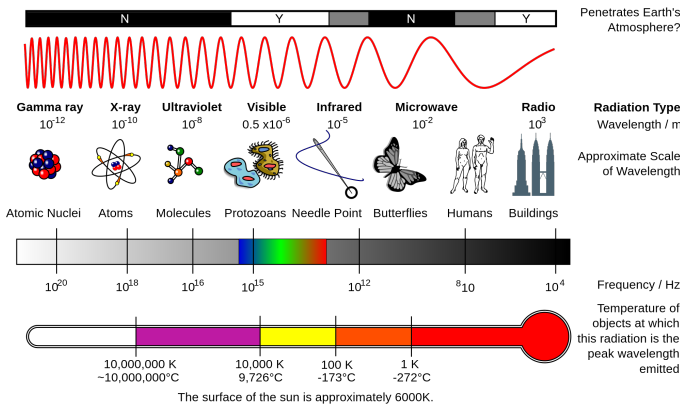 N Y N Y Penetrates Earth's
Atmosphere?
Gamma ray X-ray Ultraviolet Visible Infrared Microwave Radio Radiation Type
10⁻¹² 10⁻¹⁰ 10⁻⁸ 0.5 x10⁻⁶ 10⁻⁵ 10⁻² 10³ Wavelength / m
Approximate Scale
of Wavelength
Atomic Nuclei Atoms Molecules Protozoans Needle Point Butterflies Humans Buildings
10²⁰ 10¹⁸ 10¹⁶ 10¹⁵ 10¹² ⁸10 10⁴ Frequency / Hz
Temperature of
objects at which
this radiation is the
peak wavelength
emitted
10,000,000 K 10,000 K 100 K 1 K
~10,000,000°C 9,726°C -173°C -272°C
The surface of the sun is approximately 6000K.